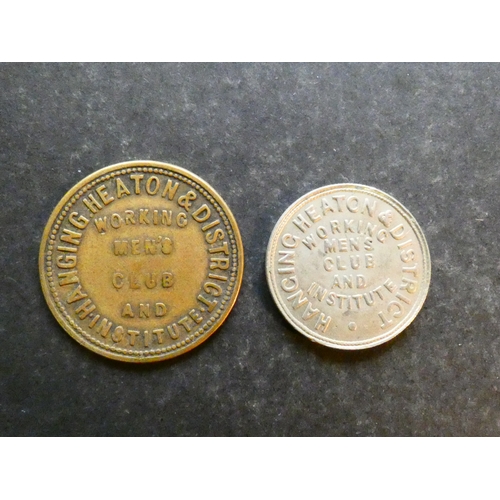 HANGING HEATON & DISTRICT
WORKING
MEN'S
CLUB
AND
INSTITUTE
HANGING HEATON & DISTRICT
WORKING
MEN'S
CLUB
AND
INSTITUTE